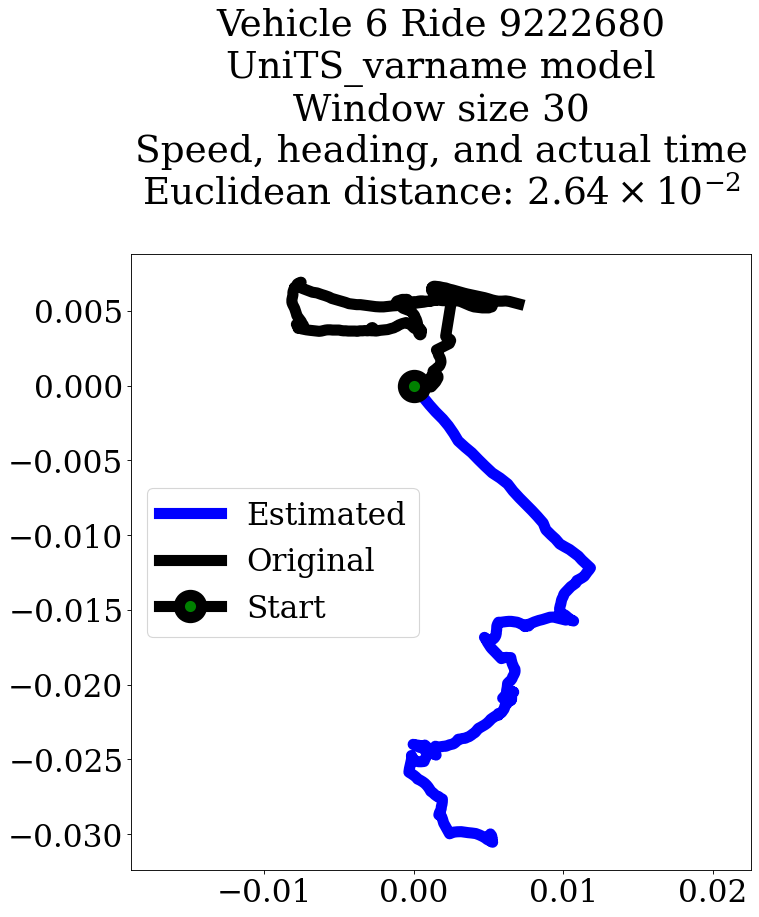 Vehicle 6 Ride 9222680
UniTS_varname model
Window size 30
Speed, heading, and actual time
Euclidean distance: 2.64 × 10⁻²
0.005
0.000
−0.005
−0.010
−0.015
−0.020
−0.025
−0.030
Estimated
Original
Start
−0.01
0.00
0.01
0.02